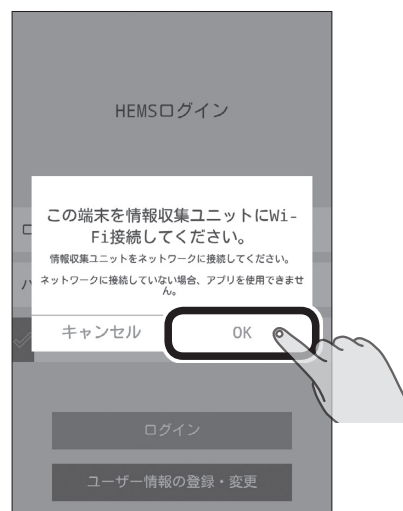 HEMSログイン
この端末を情報収集ユニットにWi-
Fi接続してください。
情報収集ユニットをネットワークに接続してください。
ネットワークに接続していない場合、アプリを使用できませ
ん。
キャンセル
OK
ログイン
ユーザー情報の登録・変更